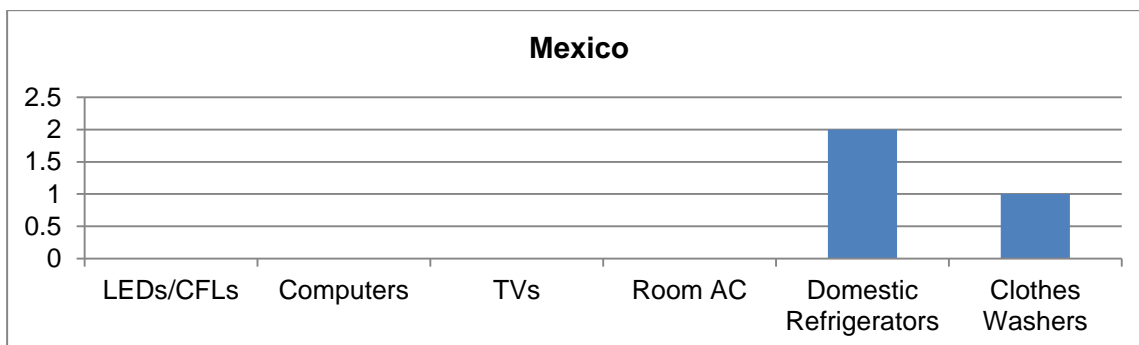 Mexico
2.5
2
1.5
1
0.5
0
LEDs/CFLs
Computers
TVs
Room AC
Domestic
Refrigerators
Clothes
Washers